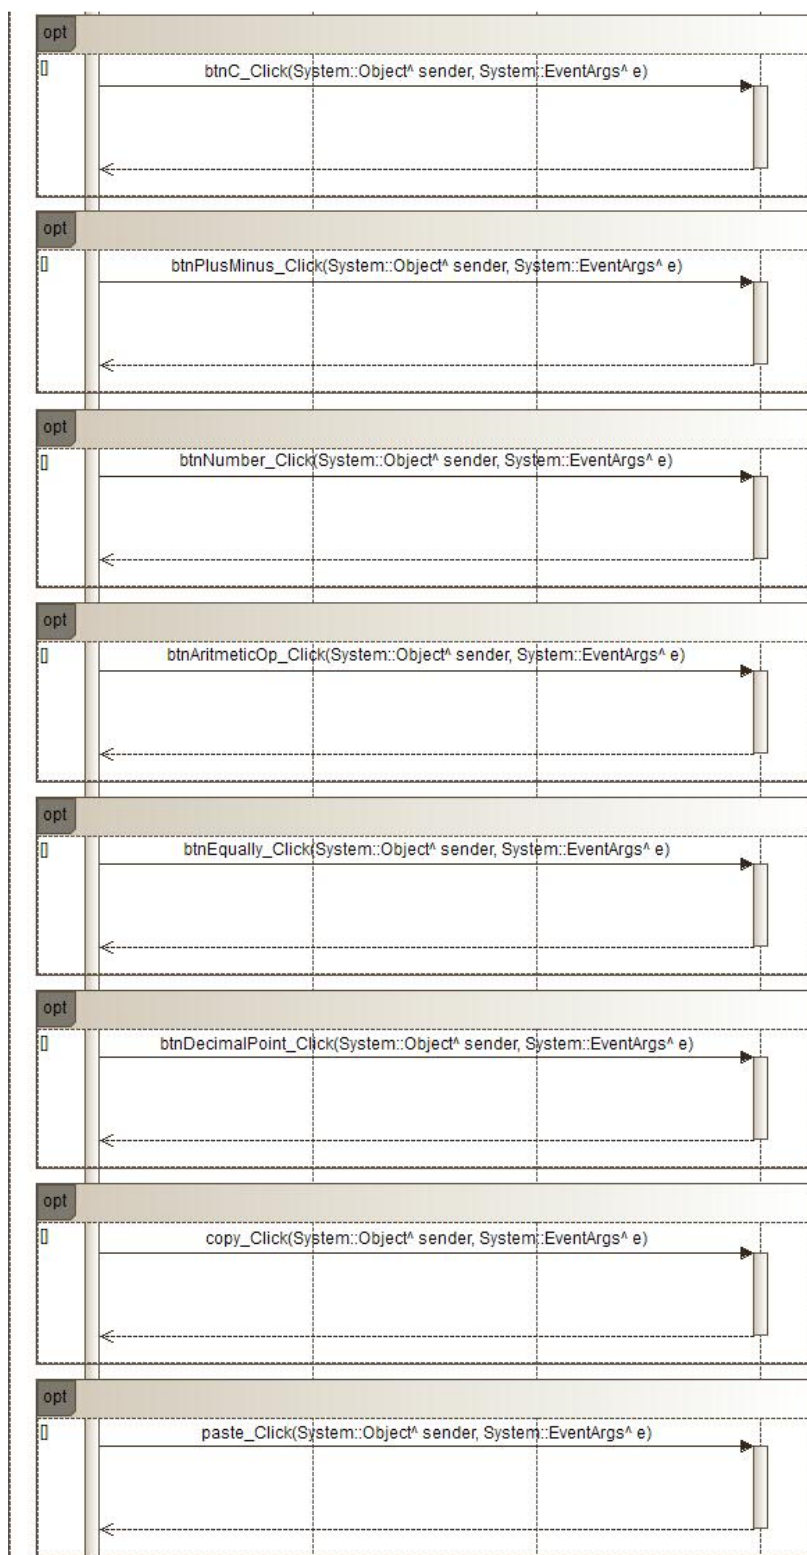 opt
[]
btnC_Click(System::Object^ sender, System::EventArgs^ e)
opt
[]
btnPlusMinus_Click(System::Object^ sender, System::EventArgs^ e)
opt
[]
btnNumber_Click(System::Object^ sender, System::EventArgs^ e)
opt
[]
btnAritmeticOp_Click(System::Object^ sender, System::EventArgs^ e)
opt
[]
btnEqually_Click(System::Object^ sender, System::EventArgs^ e)
opt
[]
btnDecimalPoint_Click(System::Object^ sender, System::EventArgs^ e)
opt
[]
copy_Click(System::Object^ sender, System::EventArgs^ e)
opt
[]
paste_Click(System::Object^ sender, System::EventArgs^ e)